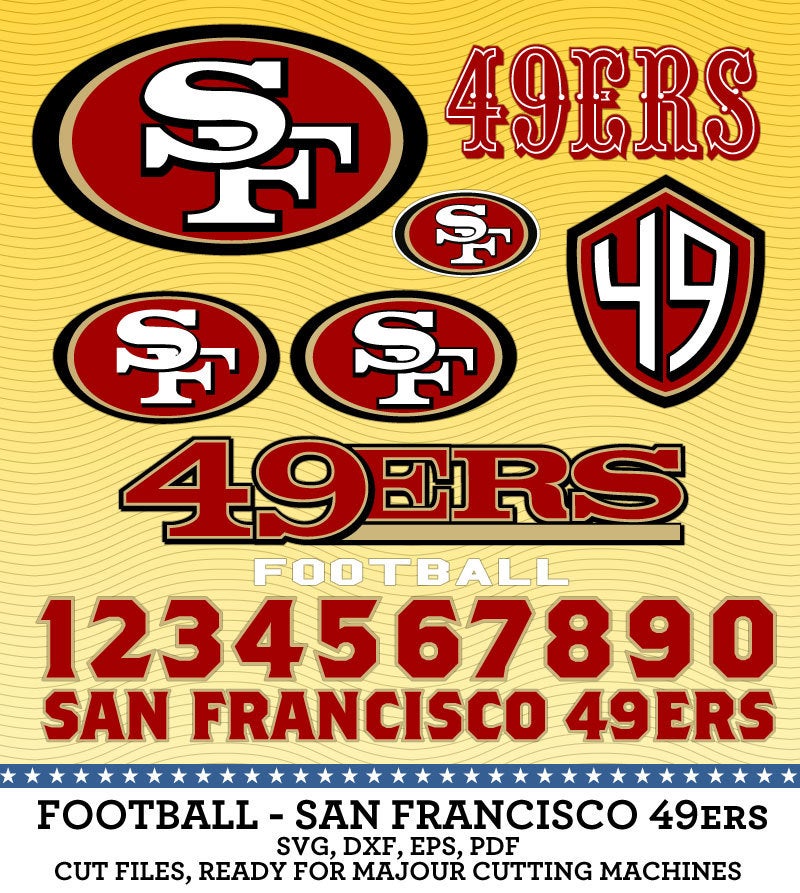 SF
49ERS
SF
49
SF
SF
49ERS
FOOTBALL
1234567890
SAN FRANCISCO 49ERS
FOOTBALL - SAN FRANCISCO 49ERS
SVG, DXF, EPS, PDF
CUT FILES, READY FOR MAJOUR CUTTING MACHINES